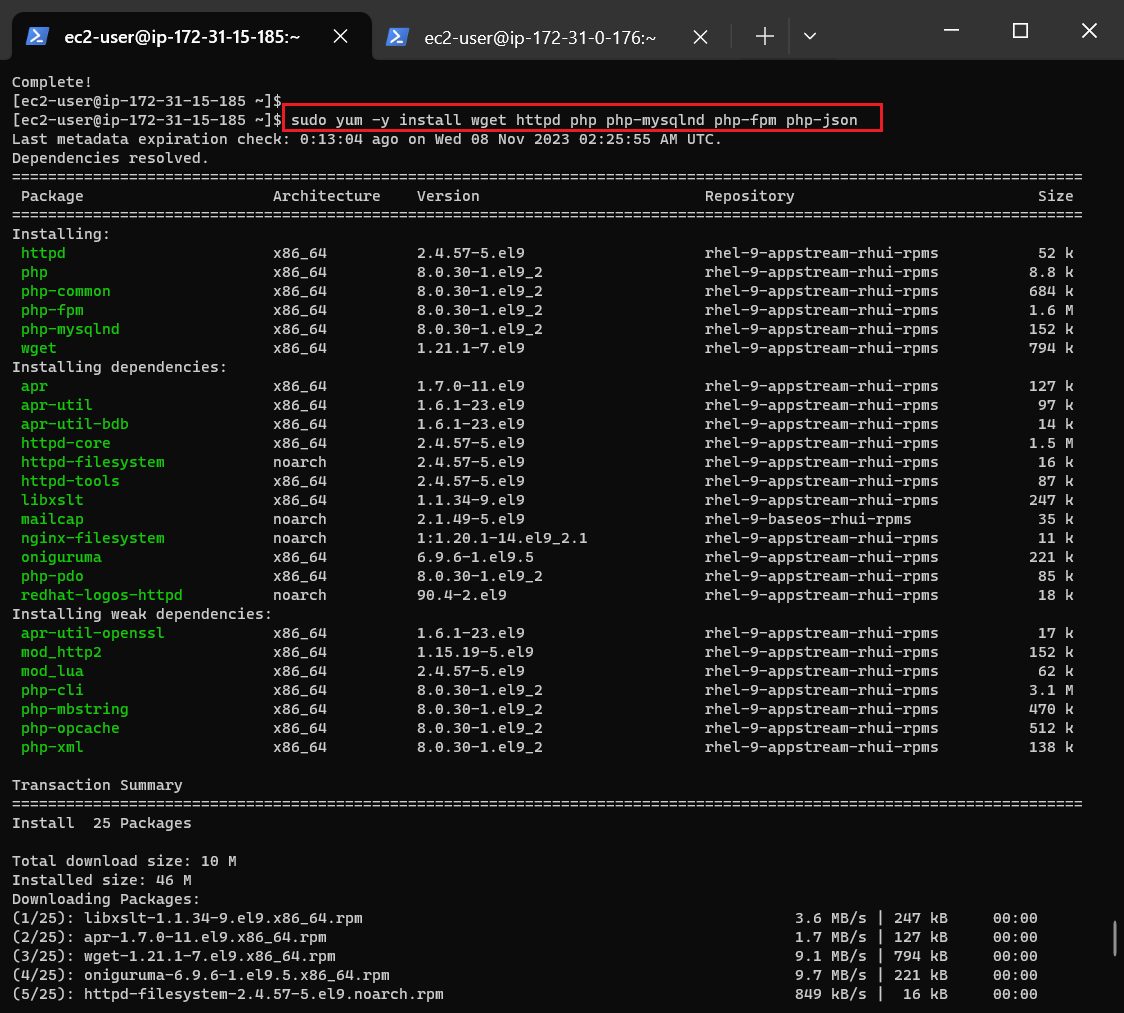 ec2-user@ip-172-31-15-185:~ ec2-user@ip-172-31-0-176:~
Complete!
[ec2-user@ip-172-31-15-185 ~]$
[ec2-user@ip-172-31-15-185 ~]$ sudo yum -y install wget httpd php php-mysqlnd php-fpm php-json
Last metadata expiration check: 0:13:04 ago on Wed 08 Nov 2023 02:25:55 AM UTC.
Dependencies resolved.
=======================================================================================================================
Package Architecture Version Repository Size
=======================================================================================================================
Installing:
httpd x86_64 2.4.57-5.el9 rhel-9-appstream-rhui-rpms 52 k
php x86_64 8.0.30-1.el9_2 rhel-9-appstream-rhui-rpms 8.8 k
php-common x86_64 8.0.30-1.el9_2 rhel-9-appstream-rhui-rpms 684 k
php-fpm x86_64 8.0.30-1.el9_2 rhel-9-appstream-rhui-rpms 1.6 M
php-mysqlnd x86_64 8.0.30-1.el9_2 rhel-9-appstream-rhui-rpms 152 k
wget x86_64 1.21.1-7.el9 rhel-9-appstream-rhui-rpms 794 k
Installing dependencies:
apr x86_64 1.7.0-11.el9 rhel-9-appstream-rhui-rpms 127 k
apr-util x86_64 1.6.1-23.el9 rhel-9-appstream-rhui-rpms 97 k
apr-util-bdb x86_64 1.6.1-23.el9 rhel-9-appstream-rhui-rpms 14 k
httpd-core x86_64 2.4.57-5.el9 rhel-9-appstream-rhui-rpms 1.5 M
httpd-filesystem noarch 2.4.57-5.el9 rhel-9-appstream-rhui-rpms 16 k
httpd-tools x86_64 2.4.57-5.el9 rhel-9-appstream-rhui-rpms 87 k
libxslt x86_64 1.1.34-9.el9 rhel-9-appstream-rhui-rpms 247 k
mailcap noarch 2.1.49-5.el9 rhel-9-baseos-rhui-rpms 35 k
nginx-filesystem noarch 1:1.20.1-14.el9_2.1 rhel-9-appstream-rhui-rpms 11 k
oniguruma x86_64 6.9.6-1.el9.5 rhel-9-appstream-rhui-rpms 221 k
php-pdo x86_64 8.0.30-1.el9_2 rhel-9-appstream-rhui-rpms 85 k
redhat-logos-httpd noarch 90.4-2.el9 rhel-9-appstream-rhui-rpms 18 k
Installing weak dependencies:
apr-util-openssl x86_64 1.6.1-23.el9 rhel-9-appstream-rhui-rpms 17 k
mod_http2 x86_64 1.15.19-5.el9 rhel-9-appstream-rhui-rpms 152 k
mod_lua x86_64 2.4.57-5.el9 rhel-9-appstream-rhui-rpms 62 k
php-cli x86_64 8.0.30-1.el9_2 rhel-9-appstream-rhui-rpms 3.1 M
php-mbstring x86_64 8.0.30-1.el9_2 rhel-9-appstream-rhui-rpms 470 k
php-opcache x86_64 8.0.30-1.el9_2 rhel-9-appstream-rhui-rpms 512 k
php-xml x86_64 8.0.30-1.el9_2 rhel-9-appstream-rhui-rpms 138 k
Transaction Summary
=======================================================================================================================
Install 25 Packages
Total download size: 10 M
Installed size: 46 M
Downloading Packages:
(1/25): libxslt-1.1.34-9.el9.x86_64.rpm 3.6 MB/s | 247 kB 00:00
(2/25): apr-1.7.0-11.el9.x86_64.rpm 1.7 MB/s | 127 kB 00:00
(3/25): wget-1.21.1-7.el9.x86_64.rpm 9.1 MB/s | 794 kB 00:00
(4/25): oniguruma-6.9.6-1.el9.5.x86_64.rpm 9.7 MB/s | 221 kB 00:00
(5/25): httpd-filesystem-2.4.57-5.el9.noarch.rpm 849 kB/s | 16 kB 00:00